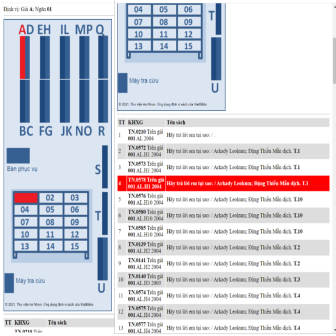 Định vị: Giá A; Ngăn 01
AD EH IL MP Q
BC FG JK NO R
Bàn phục vụ
S
T
U
02 03
04 05 06
07 08 09
10 11 12
13 14 15
Máy tra cứu
TT KHXG Tên sách
04 05 06
07 08 09
10 11 12
13 14 15
T
U
Máy tra cứu
TT KHXG Tên sách
1 TN.0210 Trên giá 001 AL 2004 Hãy trả lời em tại sao: / .
2 TN.0572 Trên giá 001 AL.H1 2004 Hãy trả lời em tại sao: / Arkady Leokum; Đặng Thiền Mẫn dịch. T.1
3 TN.0573 Trên giá 001 AL.H1 2004 Hãy trả lời em tại sao: / Arkady Leokum; Đặng Thiền Mẫn dịch. T.1
4 TN.0578 Trên giá 001 AL.H1 2004 Hãy trả lời em tại sao: / Arkady Leokum; Đặng Thiền Mẫn dịch. T.1
5 TN.0576 Trên giá 001 AL.H10 2004 Hãy trả lời em tại sao: / Arkady Leokum; Đặng Thiền Mẫn dịch. T.10
6 TN.0580 Trên giá 001 AL.H10 2004 Hãy trả lời em tại sao: / Arkady Leokum; Đặng Thiền Mẫn dịch. T.10
7 TN.0585 Trên giá 001 AL.H10 2004 Hãy trả lời em tại sao: / Arkady Leokum; Đặng Thiền Mẫn dịch. T.10
8 TN.0139 Trên giá 001 AL.H2 2004 Hãy trả lời em tại sao: / Arkady Leokum; Đặng Thiền Mẫn dịch. T.2
9 TN.0141 Trên giá 001 AL.H2 2004 Hãy trả lời em tại sao: / Arkady Leokum; Đặng Thiền Mẫn dịch. T.2
10 TN.0140 Trên giá 001 AL.H3 2003 Hãy trả lời em tại sao: / Arkady Leokum; Đặng Thiền Mẫn dịch. T.3
11 TN.0574 Trên giá 001 AL.H4 2004 Hãy trả lời em tại sao: / Arkady Leokum; Đặng Thiền Mẫn dịch. T.4
12 TN.0575 Trên giá 001 AL.H4 2004 Hãy trả lời em tại sao: / Arkady Leokum; Đặng Thiền Mẫn dịch. T.4
13 TN.0577 Trên giá 001 AL.H4 2004 Hãy trả lời em tại sao: / Arkady Leokum; Đặng Thiền Mẫn dịch. T.4